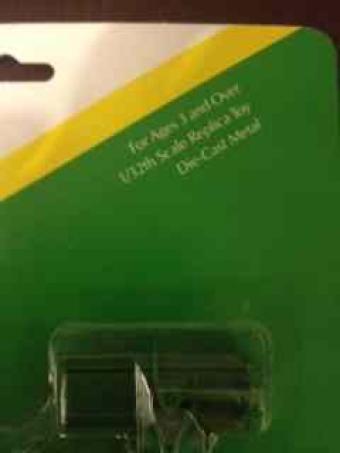 For Ages 3 and Over
1/32th Scale Replica Toy
Die-Cast Metal